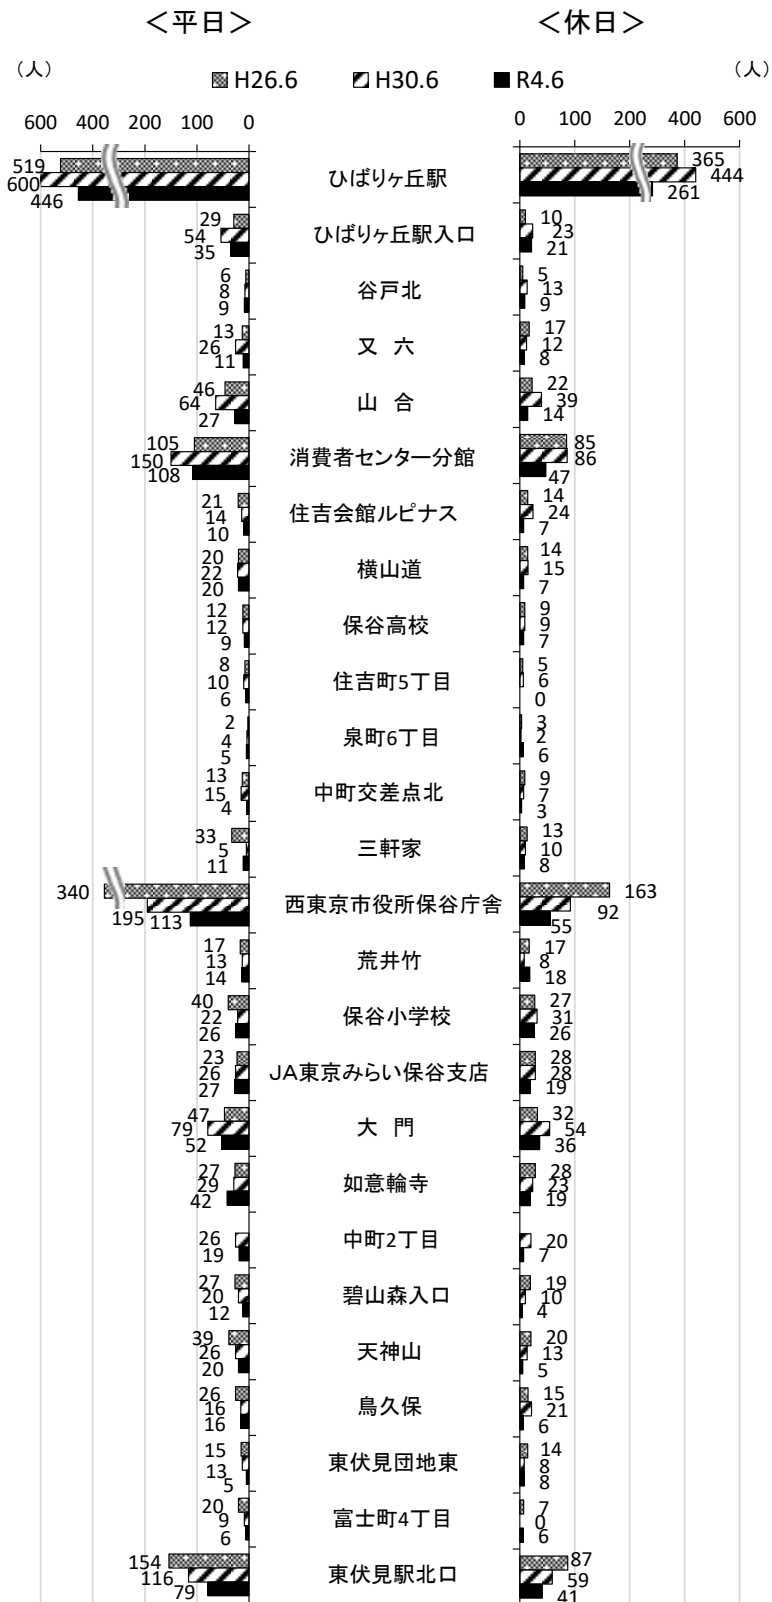 ＜平日＞ ＜休日＞
（人） H26.6 H30.6 R4.6 （人）
600 400 200 100 0 0 100 200 400 600
519 365
600 ひばりヶ丘駅 444
446 261
29 10
54 ひばりヶ丘駅入口 23
35 21
6 5
8 谷戸北 13
9 9
13 17
26 又 六 12
11 8
46 22
64 山 合 39
27 14
105 85
150 消費者センター分館 86
108 47
21 14
14 住吉会館ルピナス 24
10 7
20 14
22 横山道 15
20 7
12 9
12 保谷高校 9
9 7
8 5
10 住吉町5丁目 6
6 0
2 3
4 泉町6丁目 2
5 6
13 9
15 中町交差点北 7
4 3
33 13
5 三軒家 10
11 8
340 163
195 西東京市役所保谷庁舎 92
113 55
17 17
13 荒井竹 8
14 18
40 27
22 保谷小学校 31
26 26
23 28
26 JA東京みらい保谷支店 28
27 19
47 32
79 大 門 54
52 36
27 28
29 如意輪寺 23
42 19
26 中町2丁目 20
19 7
27 19
20 碧山森入口 10
12 4
39 20
26 天神山 13
20 5
26 15
16 鳥久保 21
16 6
15 14
13 東伏見団地東 8
5 8
20 7
9 富士町4丁目 0
6 6
154 87
116 東伏見駅北口 59
79 41